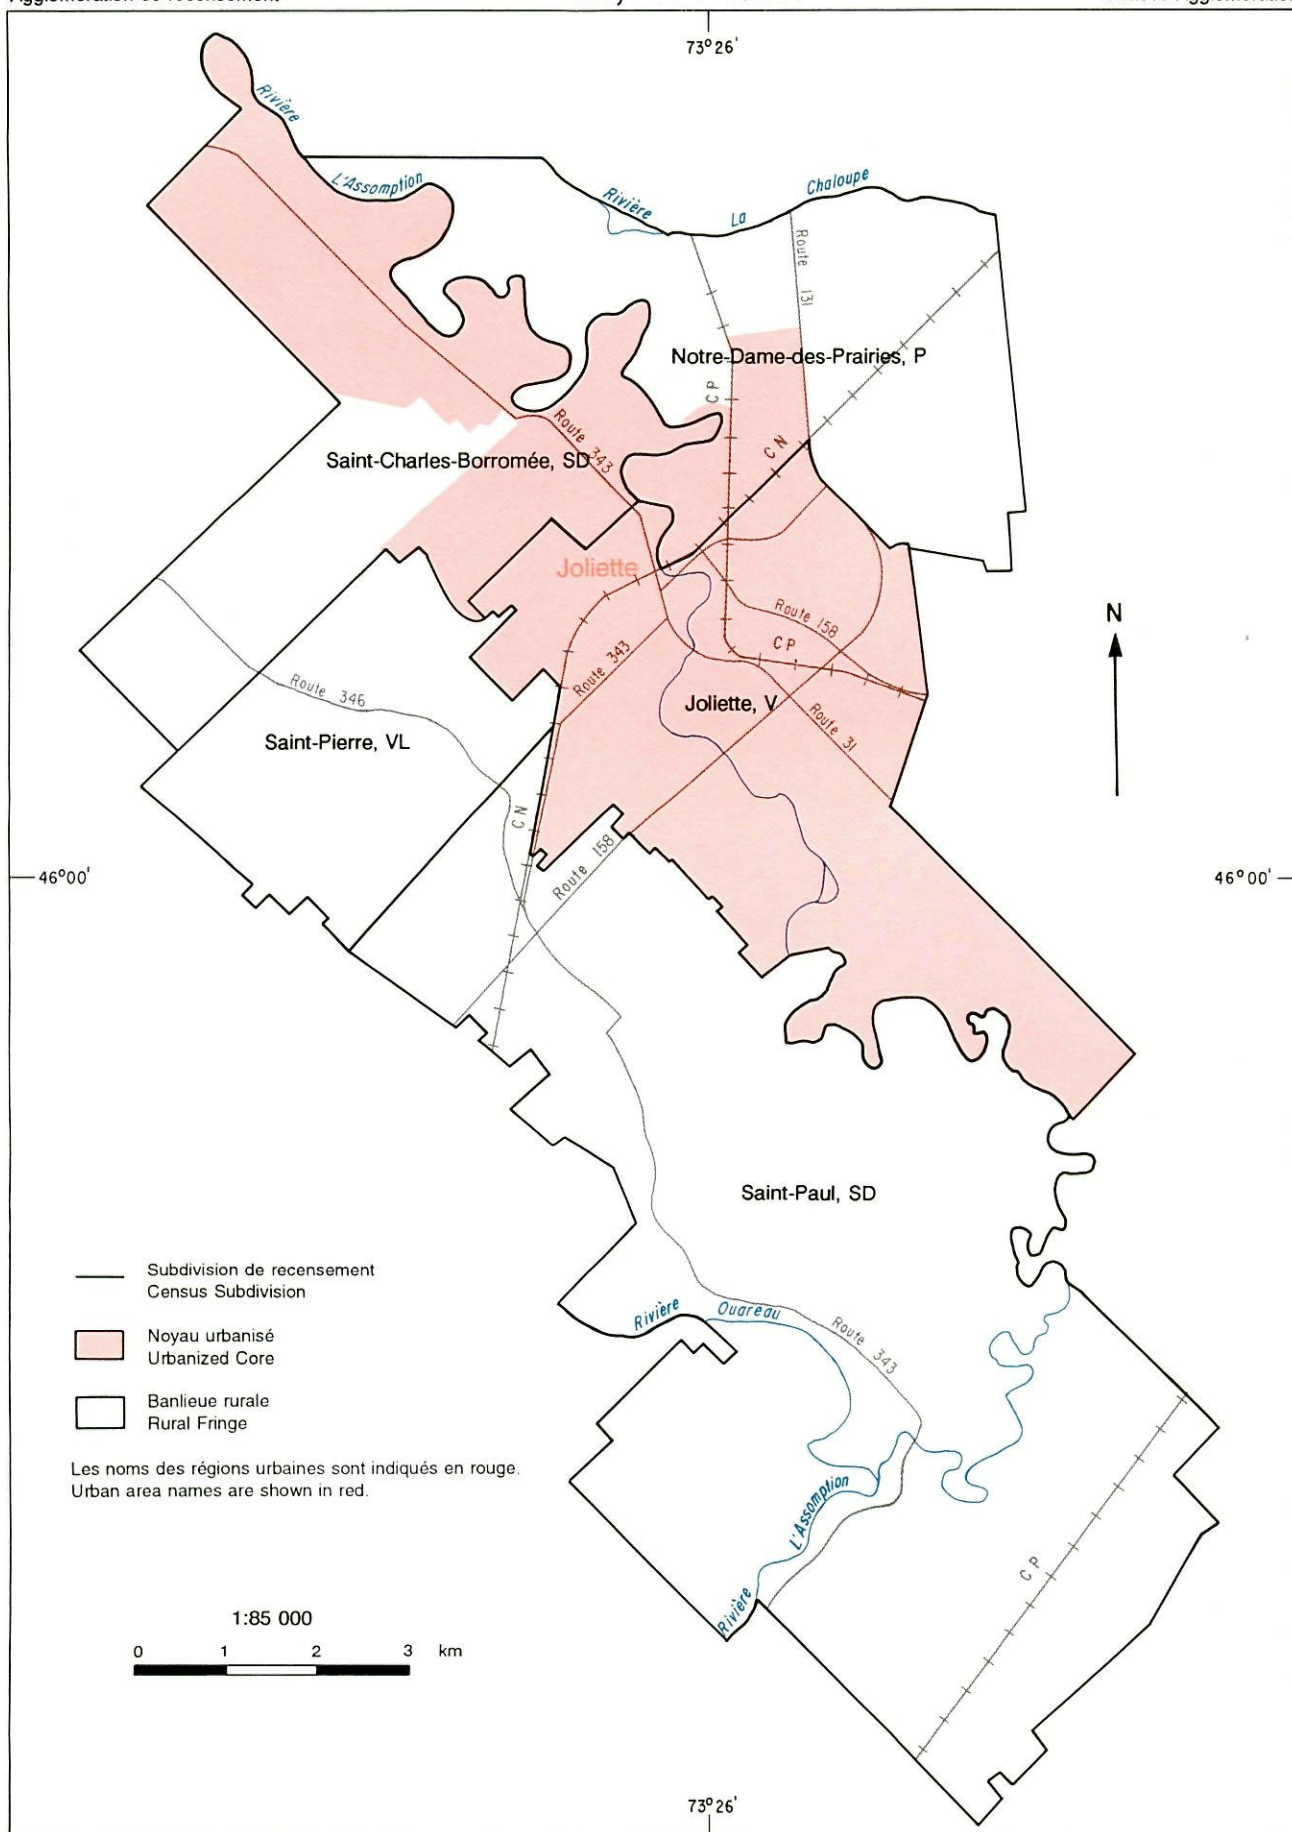 Agglomération de recensement
73°26'
Rivière
L'Assomption
Rivière
La
Chaloupe
Route 131
Notre-Dame-des-Prairies, P
CP
CN
Route 343
Saint-Charles-Borromée, SD
Joliette
Route 158
CP
Route 343
Route 346
Joliette, V
Route 31
Saint-Pierre, VL
N
CN
Route 158
46°00'
46°00'
Saint-Paul, SD
Subdivision de recensement
Census Subdivision
Noyau urbanisé
Urbanized Core
Banlieue rurale
Rural Fringe
Les noms des régions urbaines sont indiqués en rouge.
Urban area names are shown in red.
Rivière
Ouareau
Route 343
L'Assomption
Rivière
CP
1:85 000
0 1 2 3 km
73°26'